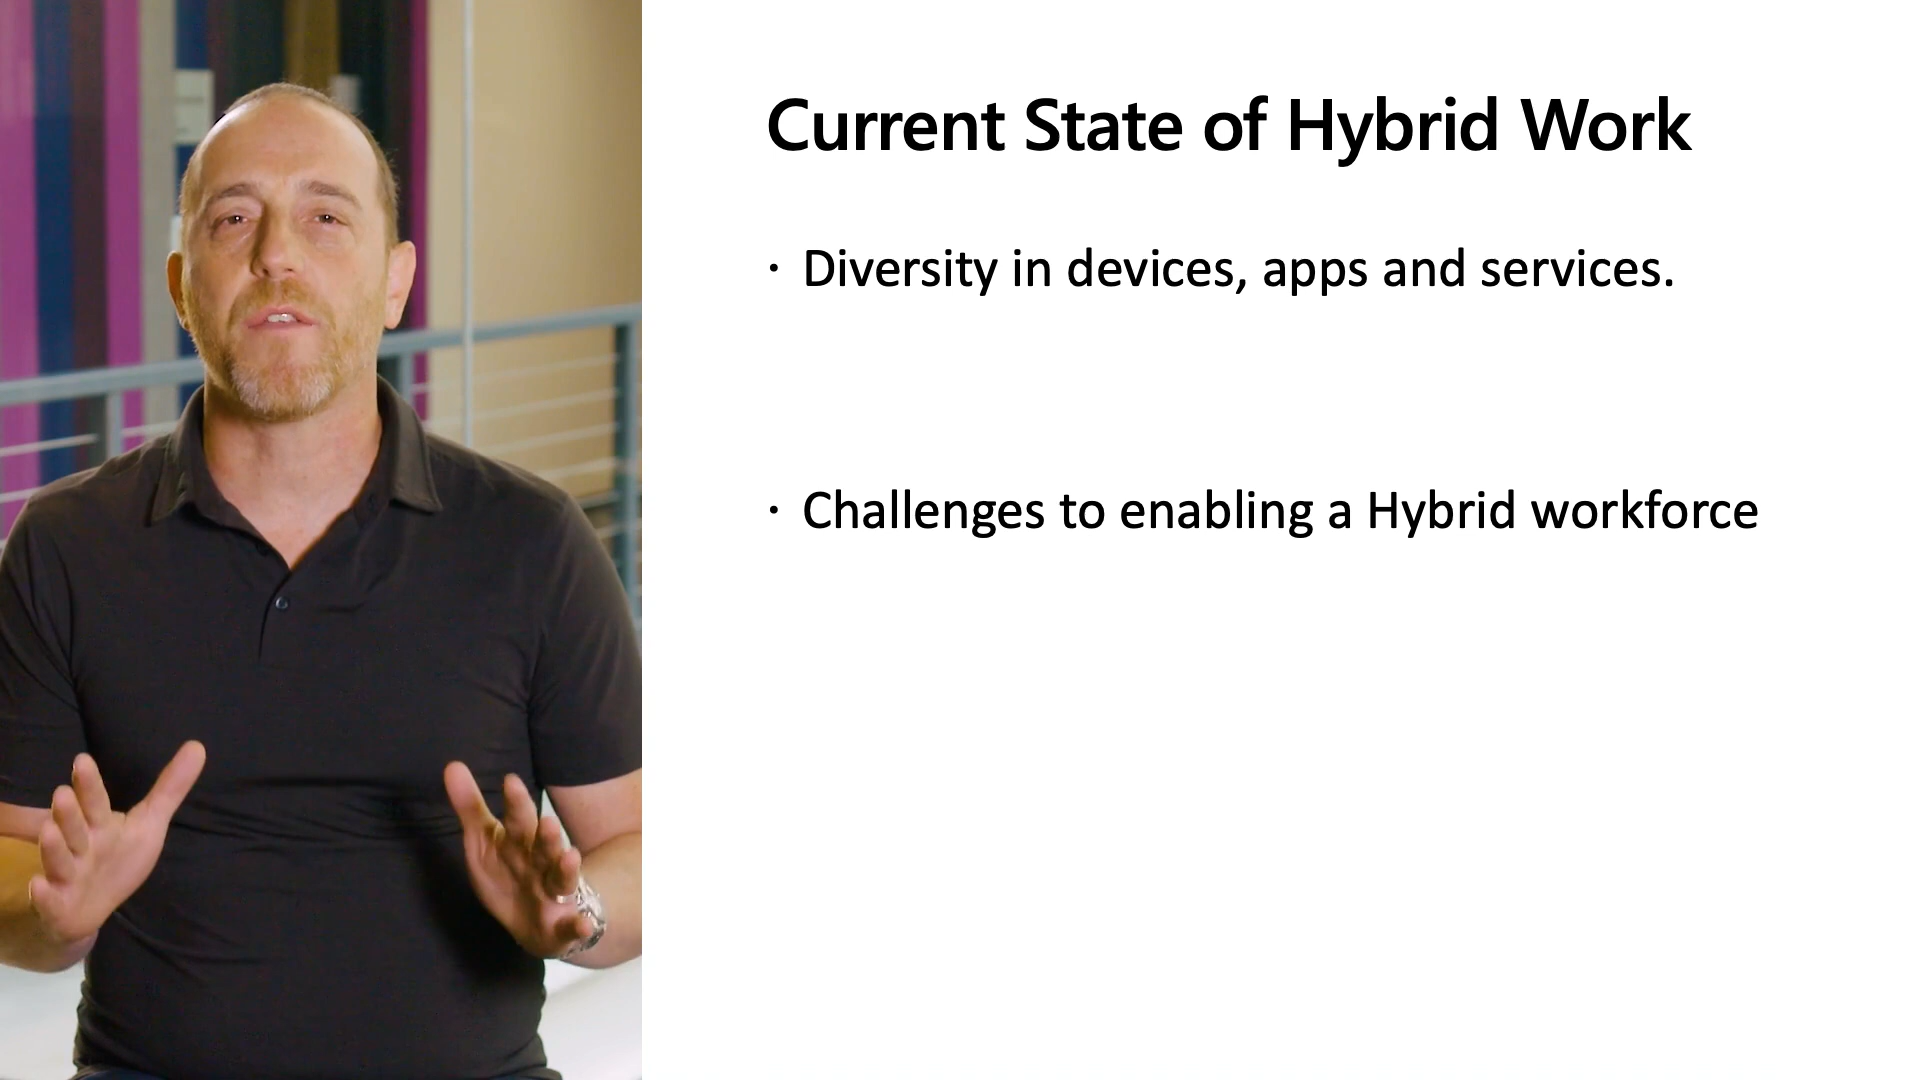 Current State of Hybrid Work
· Diversity in devices, apps and services.
· Challenges to enabling a Hybrid workforce